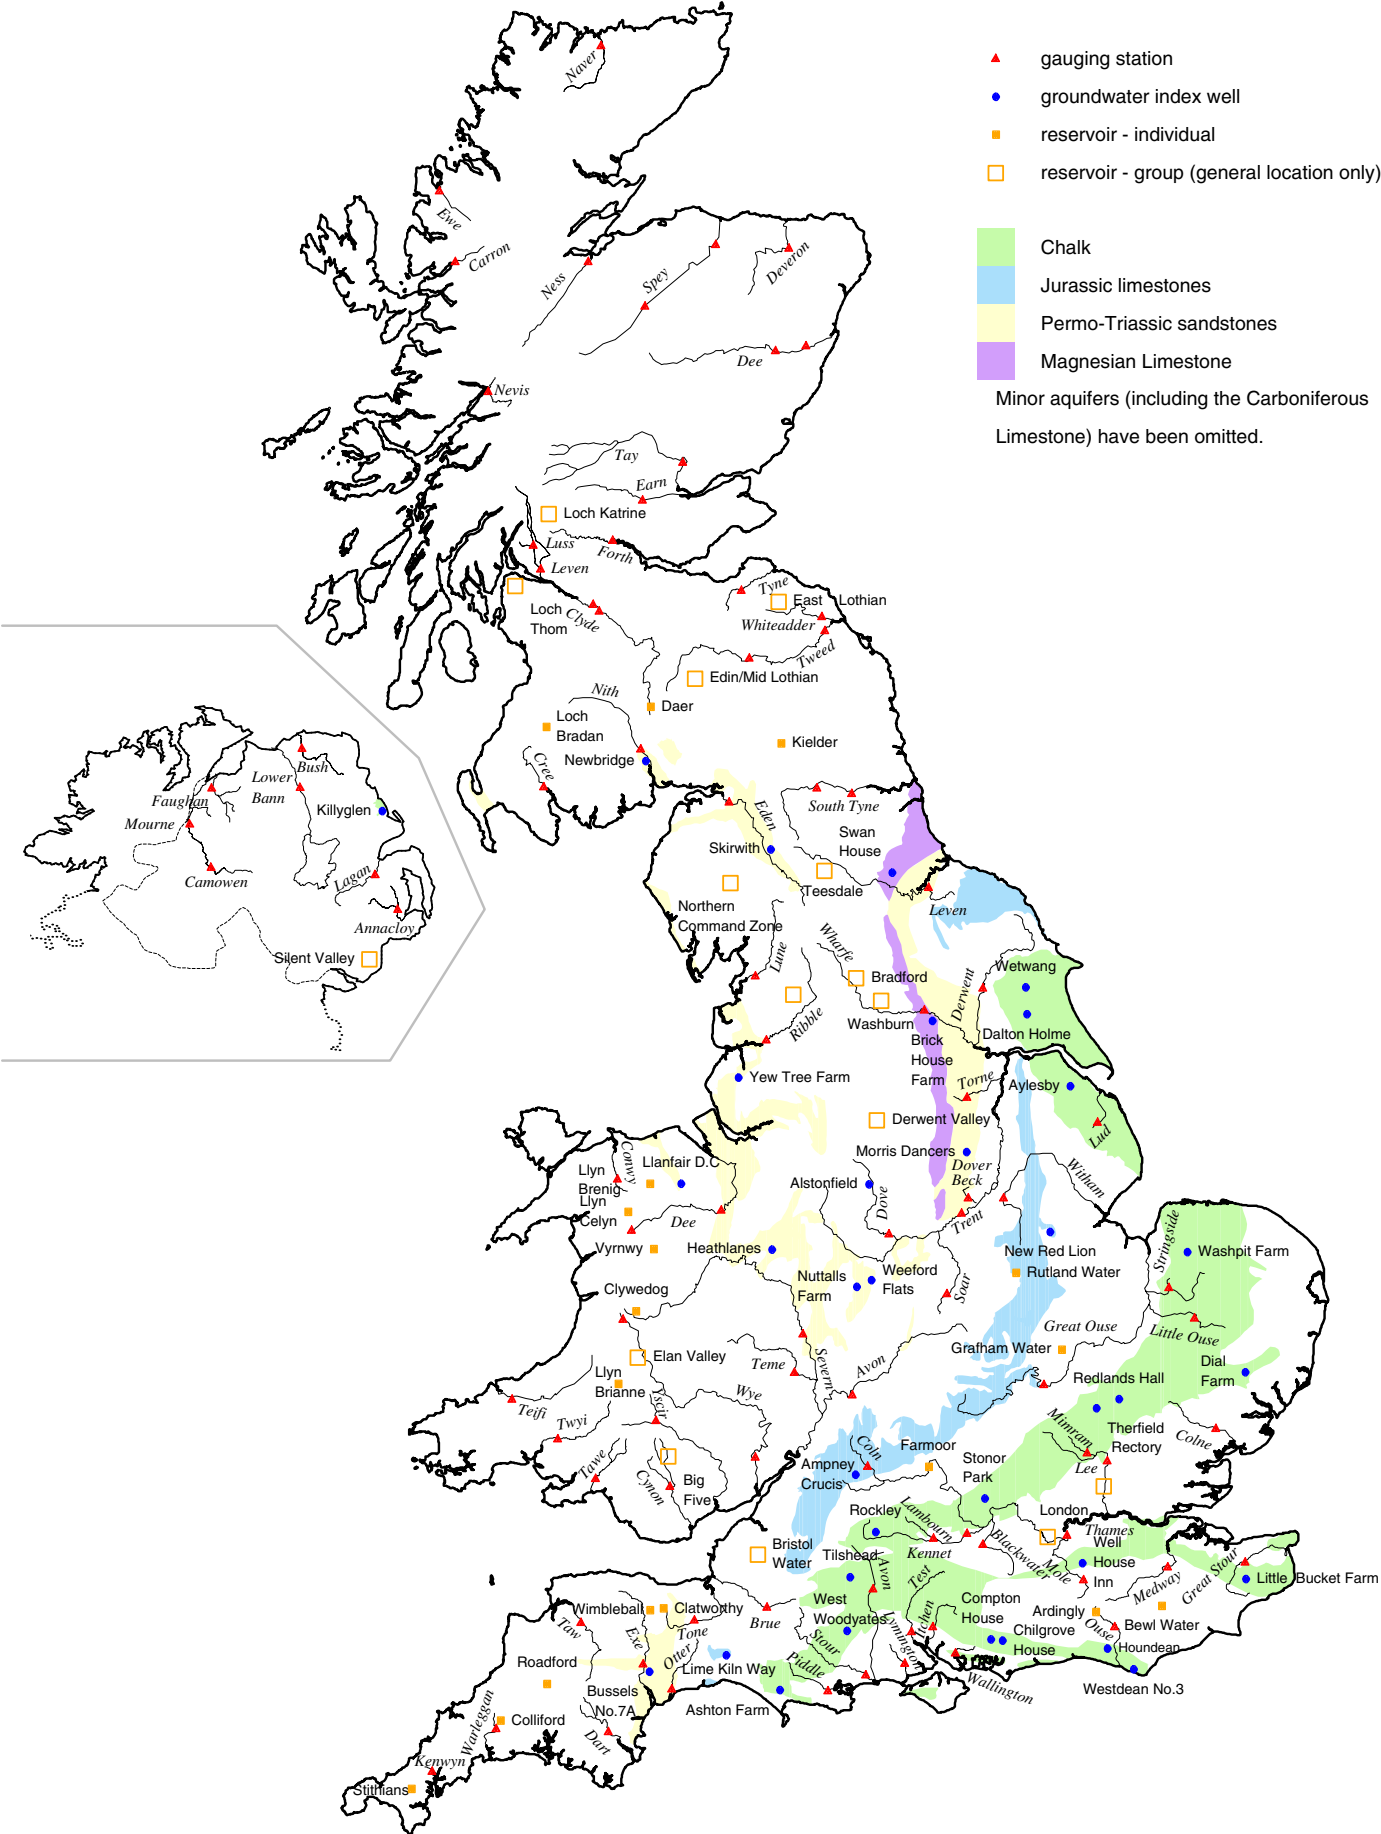 gauging station
groundwater index well
reservoir - individual
reservoir - group (general location only)
Chalk
Jurassic limestones
Permo-Triassic sandstones
Magnesian Limestone
Minor aquifers (including the Carboniferous
Limestone) have been omitted.
Naver
Ewe
Carron
Ness
Spey
Deveron
Dee
Nevis
Tay
Earn
Loch Katrine
Luss
Forth
Leven
Tyne
East Lothian
Loch
Thom
Clyde
Whiteadder
Tweed
Edin/Mid Lothian
Nith
Daer
Loch
Bradan
Kielder
Newbridge
Cree
Bush
Lower
Bann
Faughan
Killyglen
Mourne
Camowen
Lagan
Annacloy
Silent Valley
South Tyne
Eden
Swan
House
Skirwith
Teesdale
Leven
Northern
Command Zone
Lune
Wharfe
Bradford
Derwent
Wetwang
Washburn
Ribble
Brick
House
Farm
Dalton Holme
Yew Tree Farm
Torne
Aylesby
Derwent Valley
Lud
Morris Dancers
Dover
Beck
Witham
Conwy
Llanfair D.C
Llyn
Brenig
Llyn
Celyn
Alstonfield
Dove
Dee
Trent
Vyrnwy
Heathlanes
New Red Lion
Rutland Water
Stringside
Washpit Farm
Nuttalls
Farm
Weeford
Flats
Soar
Clywedog
Great Ouse
Little Ouse
Grafham Water
Elan Valley
Teme
Severn
Avon
Dial
Farm
Redlands Hall
Llyn
Brianne
Yscir
Wye
Teifi
Twyi
Mimram
Therfield
Rectory
Colne
Coln
Farmoor
Tawe
Cynon
Big
Five
Ampney
Crucis
Stonor
Park
Lee
London
Rockley
Lambourn
Bristol
Water
Tilshead
Kennet
Blackwater
Thames
Well
House
Inn
Mole
Avon
Test
Medway
Great Stour
Little Bucket Farm
Wimbleball
Clatworthy
West
Woodyates
Compton
House
Chilgrove
House
Ardingly
Bewl Water
Taw
Exe
Tone
Brue
Itchen
Ouse
Houndean
Stour
Lymington
Otter
Lime Kiln Way
Piddle
Roadford
Bussels
No.7A
Ashton Farm
Wallington
Westdean No.3
Warleggan
Colliford
Dart
Kenwyn
Stithians